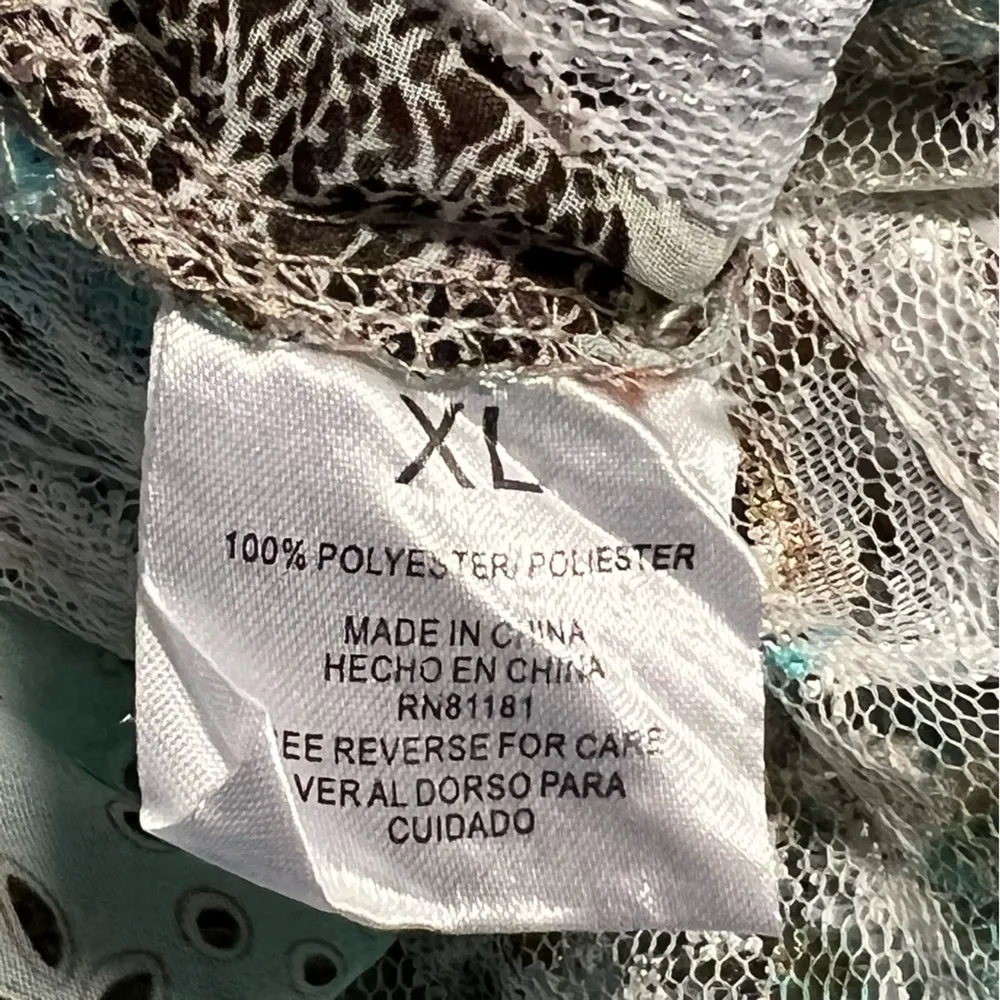 XL
100% POLYESTER/POLIESTER
MADE IN CHINA
HECHO EN CHINA
RN81181
SEE REVERSE FOR CARE
VER AL DORSO PARA
CUIDADO